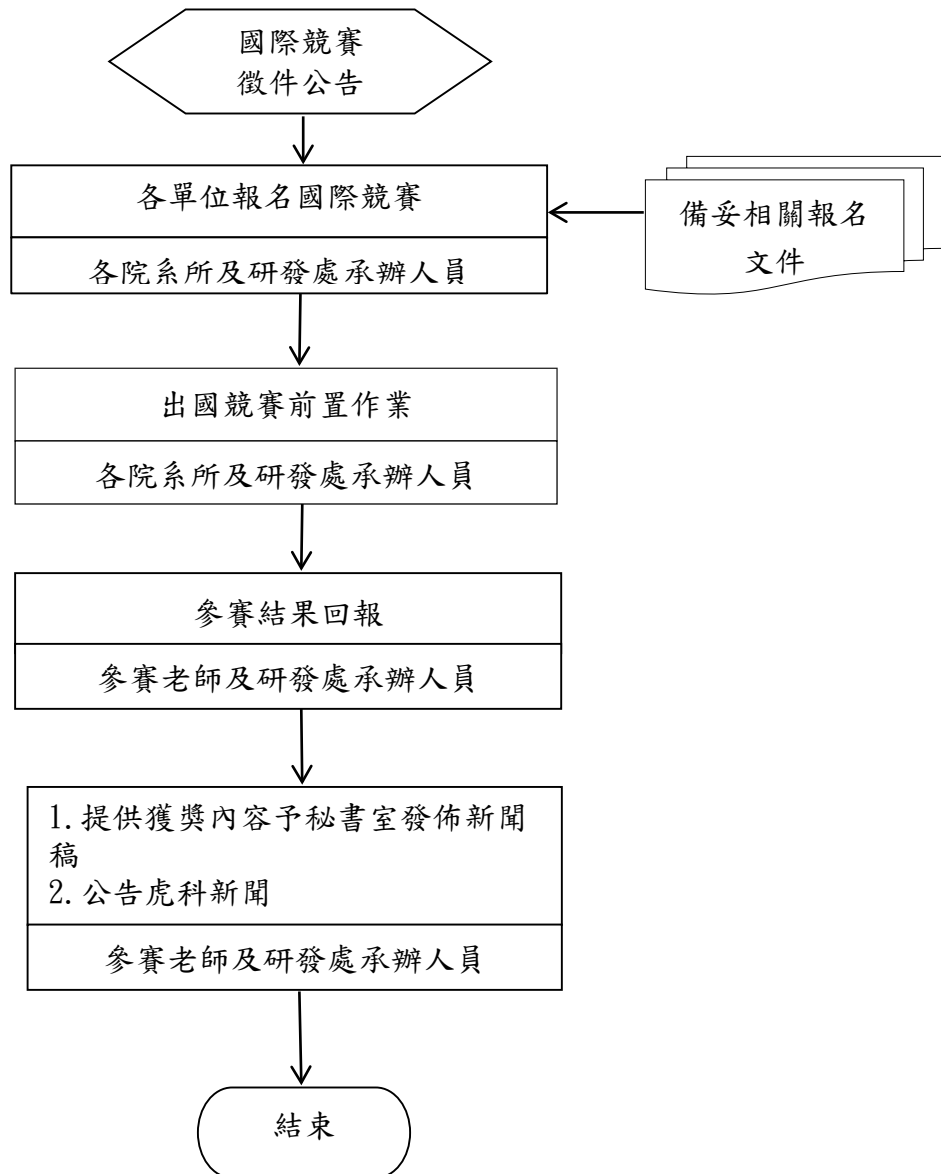 國際競賽
徵件公告
各單位報名國際競賽
各院系所及研發處承辦人員
備妥相關報名
文件
出國競賽前置作業
各院系所及研發處承辦人員
參賽結果回報
參賽老師及研發處承辦人員
1.提供獲獎內容予秘書室發佈新聞
稿
2.公告虎科新聞
參賽老師及研發處承辦人員
結束